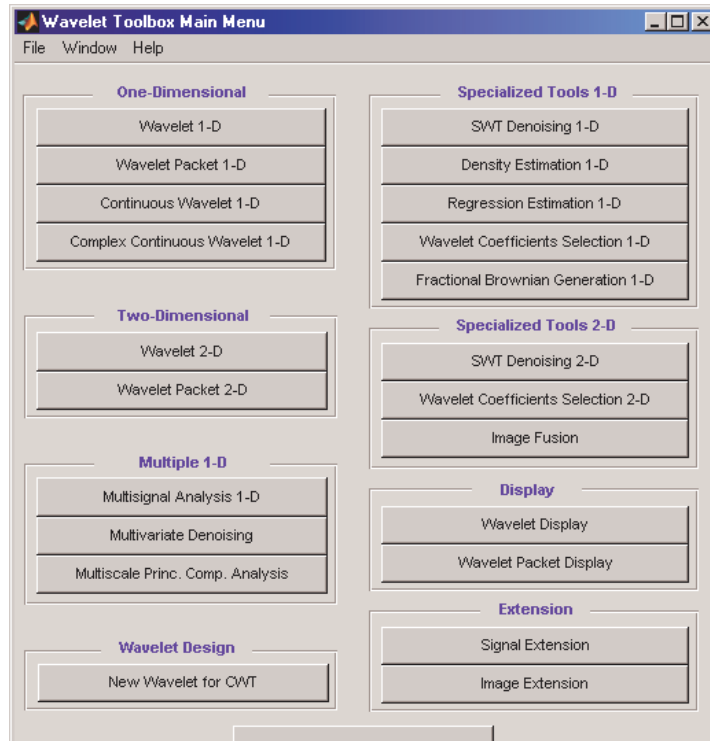 Wavelet Toolbox Main Menu
File Window Help
One-Dimensional
Wavelet 1-D
Wavelet Packet 1-D
Continuous Wavelet 1-D
Complex Continuous Wavelet 1-D
Two-Dimensional
Wavelet 2-D
Wavelet Packet 2-D
Multiple 1-D
Multisignal Analysis 1-D
Multivariate Denoising
Multiscale Princ. Comp. Analysis
Wavelet Design
New Wavelet for CWT
Specialized Tools 1-D
SWT Denoising 1-D
Density Estimation 1-D
Regression Estimation 1-D
Wavelet Coefficients Selection 1-D
Fractional Brownian Generation 1-D
Specialized Tools 2-D
SWT Denoising 2-D
Wavelet Coefficients Selection 2-D
Image Fusion
Display
Wavelet Display
Wavelet Packet Display
Extension
Signal Extension
Image Extension